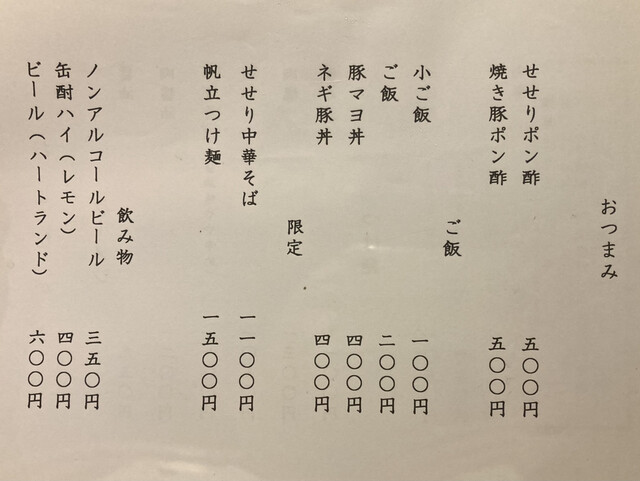 おつまみ
せせりポン酢 五〇〇円
焼き豚ポン酢 五〇〇円
ご飯
小ご飯 一〇〇円
ご飯 二〇〇円
豚マヨ丼 四〇〇円
ネギ豚丼 四〇〇円
限定
せせり中華そば 一一〇〇円
帆立つけ麺 一五〇〇円
飲み物
ノンアルコールビール 三五〇円
缶酎ハイ（レモン） 四〇〇円
ビール（ハートランド） 六〇〇円